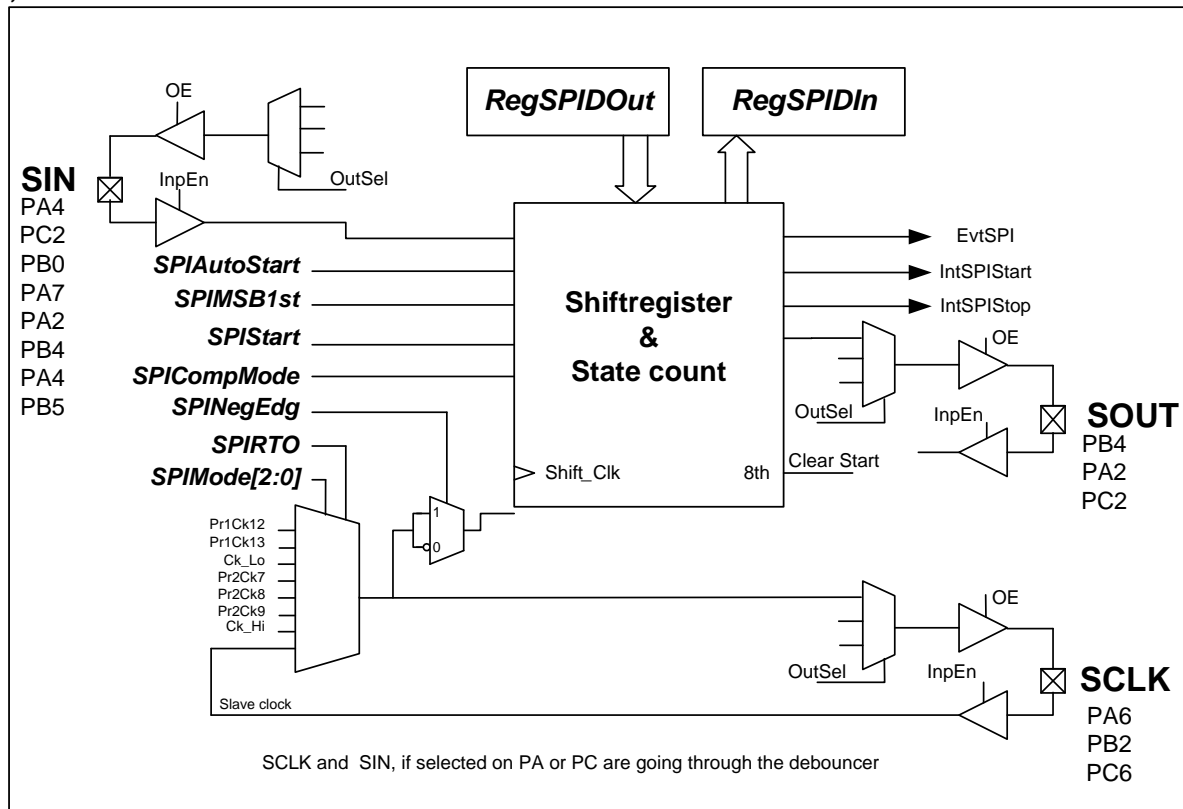 RegSPIDOut
RegSPIDIn
OE
OutSel
SIN
InpEn
PA4
PC2
PB0
PA7
PA2
PB4
PA4
PB5
SPIAutoStart
SPIMSB1st
SPIStart
SPICompMode
SPINegEdg
SPIRTO
SPIMode[2:0]
Shiftregister
&
State count
Shift_Clk
8th
EvtSPI
IntSPIStart
IntSPIStop
OE
OutSel
InpEn
Clear Start
SOUT
PB4
PA2
PC2
Pr1Ck12
Pr1Ck13
Ck_Lo
Pr2Ck7
Pr2Ck8
Pr2Ck9
Ck_Hi
1
0
Slave clock
OE
OutSel
InpEn
SCLK
PA6
PB2
PC6
SCLK and SIN, if selected on PA or PC are going through the debouncer